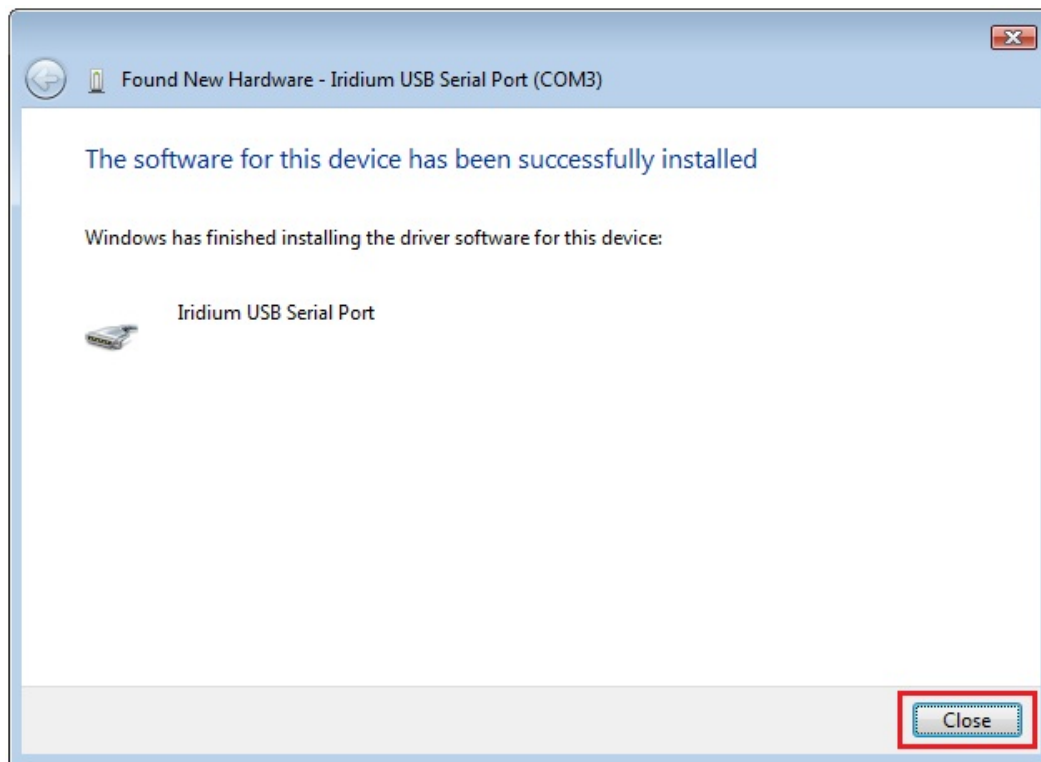 Found New Hardware - Iridium USB Serial Port (COM3)
The software for this device has been successfully installed
Windows has finished installing the driver software for this device:
Iridium USB Serial Port
Close